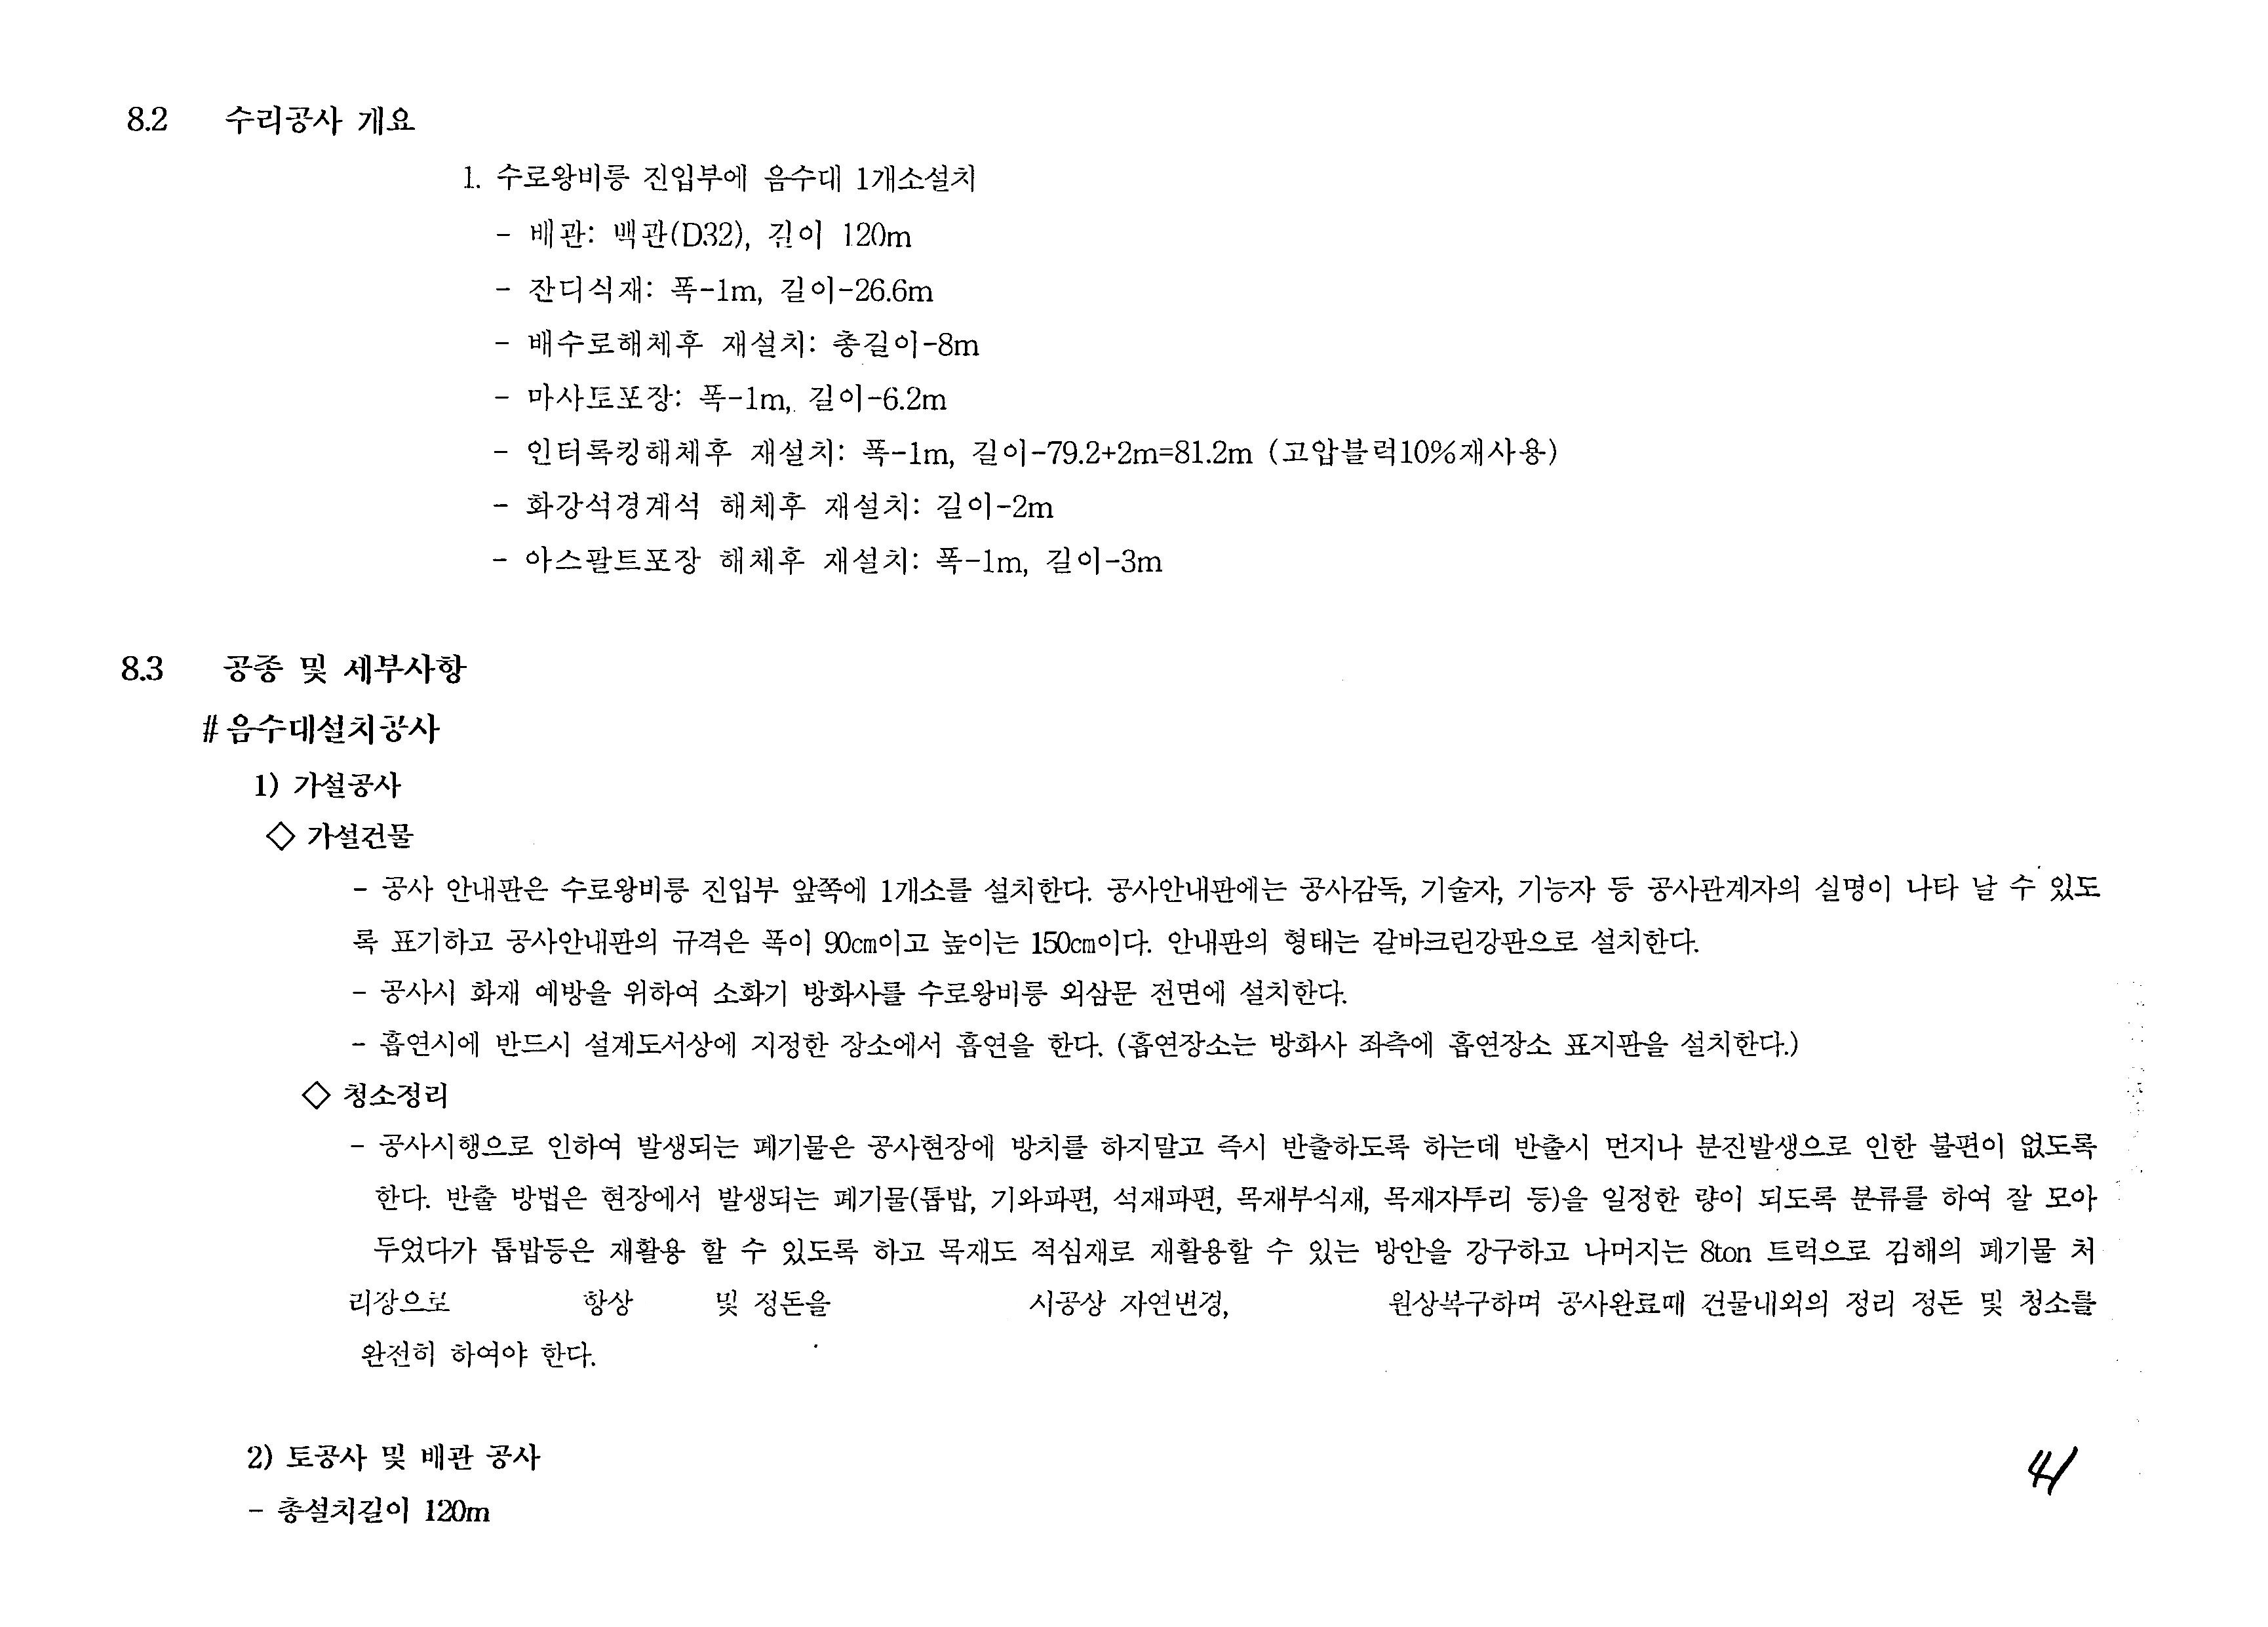 8.2 수리공사 개요
1. 수로왕비릉 진입부에 음수대 1개소설치
- 배관: 백관(D32), 길이 120m
- 잔디식재: 폭-1m, 길이-26.6m
- 배수로해체후 재설치: 총길이-8m
- 마사토포장: 폭-1m, 길이-6.2m
- 인터록킹해체후 재설치: 폭-1m, 길이-79.2+2m=81.2m (고압블럭10%재사용)
- 화강석경계석 해체후 재설치: 길이-2m
- 아스팔트포장 해체후 재설치: 폭-1m, 길이-3m
8.3 공종 및 세부사항
# 음수대설치공사
1) 가설공사
◇ 가설건물
- 공사 안내판은 수로왕비릉 진입부 앞쪽에 1개소를 설치한다. 공사안내판에는 공사감독, 기술자, 기능자 등 공사관계자의 실명이 나타 날 수 있도
록 표기하고 공사안내판의 규격은 폭이 90cm이고 높이는 150cm이다. 안내판의 형태는 갈바크린강판으로 설치한다.
- 공사시 화재 예방을 위하여 소화기 방화사를 수로왕비릉 외삼문 전면에 설치한다.
- 흡연시에 반드시 설계도서상에 지정한 장소에서 흡연을 한다. (흡연장소는 방화사 좌측에 흡연장소 표지판을 설치한다.)
◇ 청소정리
- 공사시행으로 인하여 발생되는 폐기물은 공사현장에 방치를 하지말고 즉시 반출하도록 하는데 반출시 먼지나 분진발생으로 인한 불편이 없도록
한다. 반출 방법은 현장에서 발생되는 폐기물(톱밥, 기와파편, 석재파편, 목재부식재, 목재자투리 등)을 일정한 량이 되도록 분류를 하여 잘 모아
두었다가 톱밥등은 재활용 할 수 있도록 하고 목재도 적심재로 재활용할 수 있는 방안을 강구하고 나머지는 8ton 트럭으로 김해의 폐기물 처
리장으로 항상 및 정돈을 시공상 자연변경, 원상복구하며 공사완료때 건물내외의 정리 정돈 및 청소를
완전히 하여야 한다.
2) 토공사 및 배관 공사
- 총설치길이 120m
41